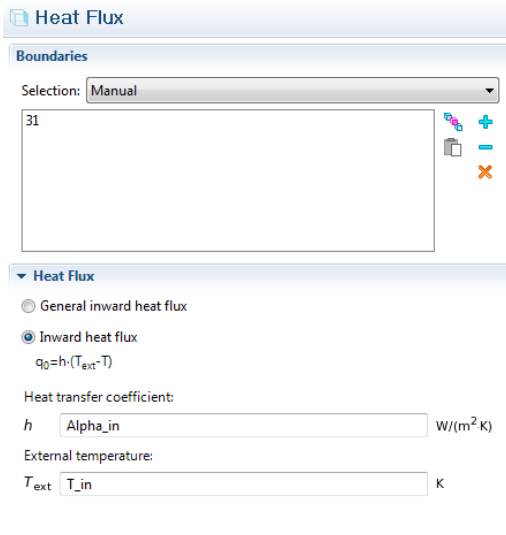 Heat Flux
Boundaries
Selection: Manual
31
Heat Flux
General inward heat flux
Inward heat flux
q₀=h·(Tₑₓₜ-T)
Heat transfer coefficient:
h Alpha_in W/(m²·K)
External temperature:
Tₑₓₜ T_in K